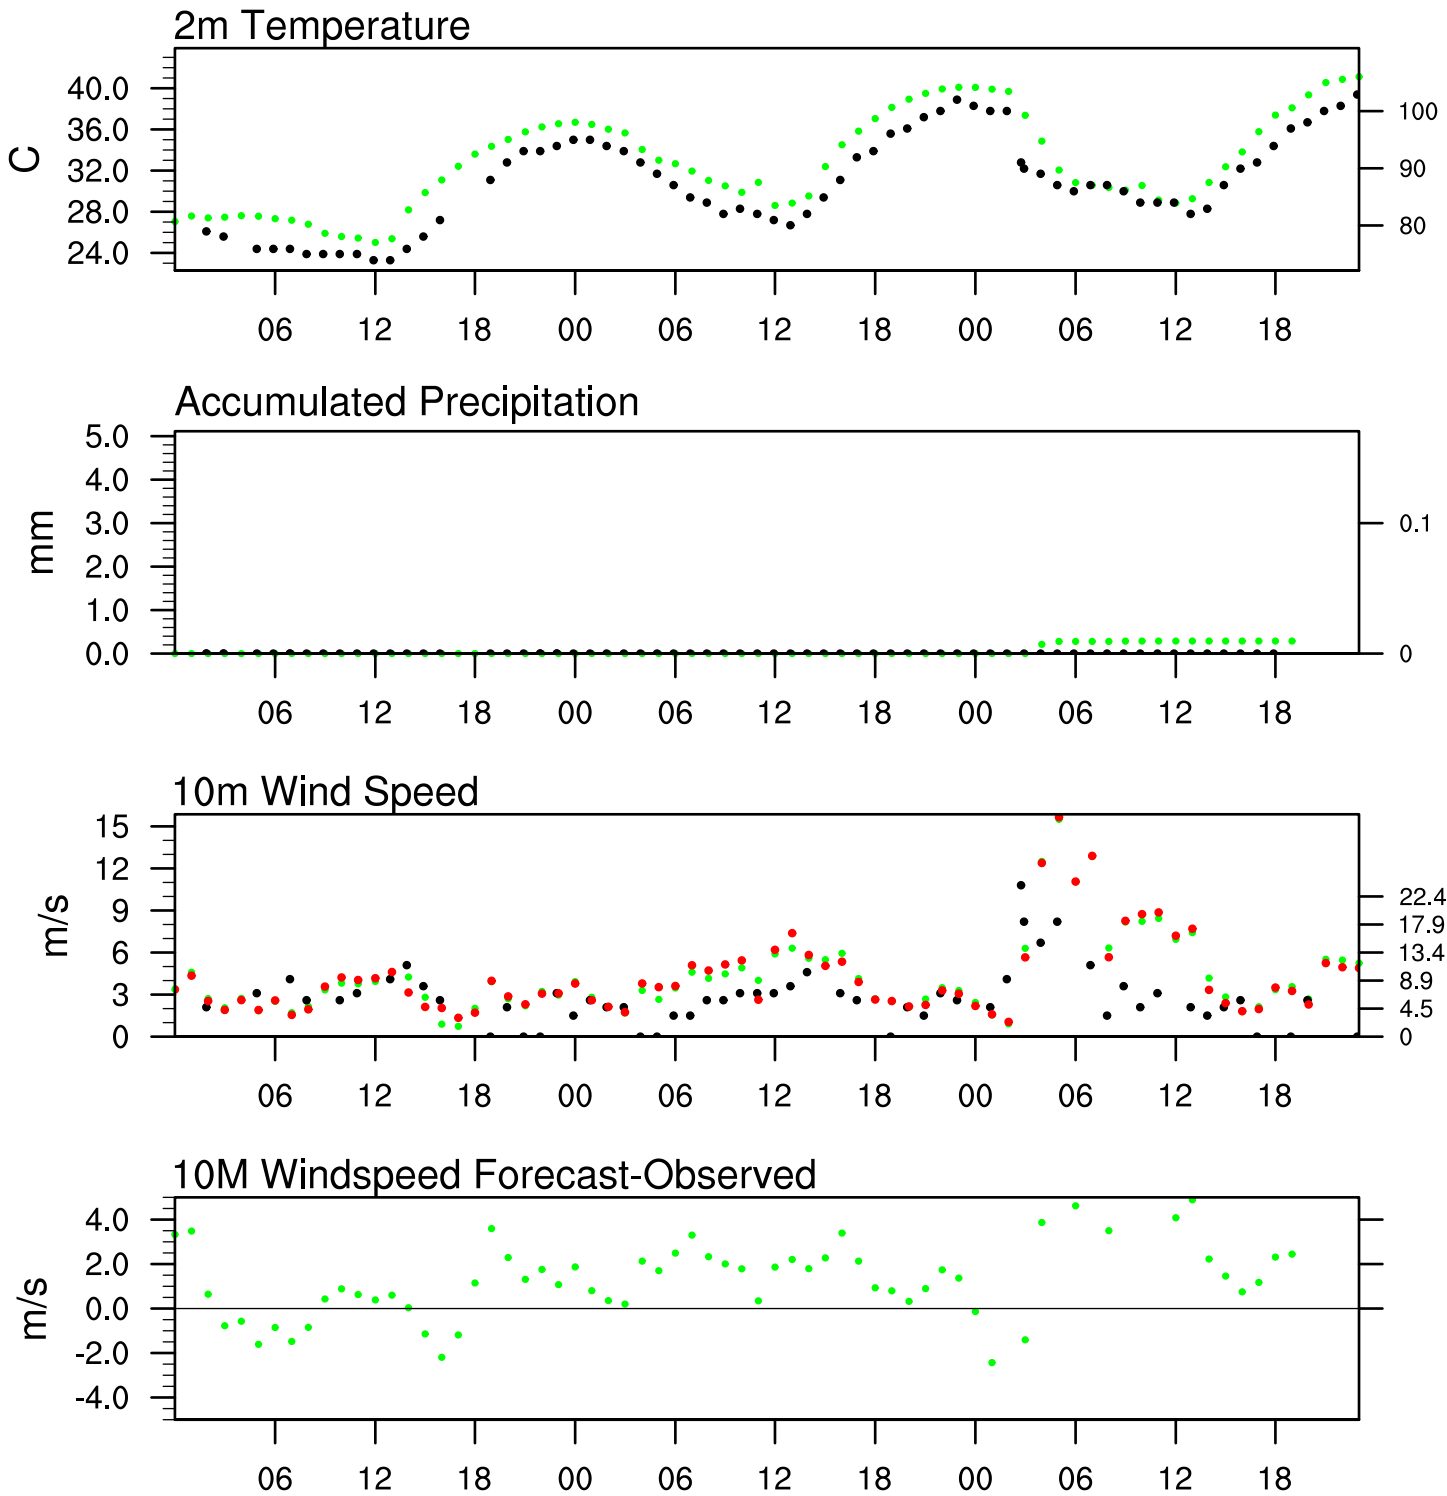 2m Temperature
C
40.0
36.0
32.0
28.0
24.0
100
90
80
06 12 18 00 06 12 18 00 06 12 18
Accumulated Precipitation
mm
5.0
4.0
3.0
2.0
1.0
0.0
0.1
0
06 12 18 00 06 12 18 00 06 12 18
10m Wind Speed
m/s
15
12
9
6
3
0
22.4
17.9
13.4
8.9
4.5
0
06 12 18 00 06 12 18 00 06 12 18
10M Windspeed Forecast-Observed
m/s
4.0
2.0
0.0
-2.0
-4.0
06 12 18 00 06 12 18 00 06 12 18